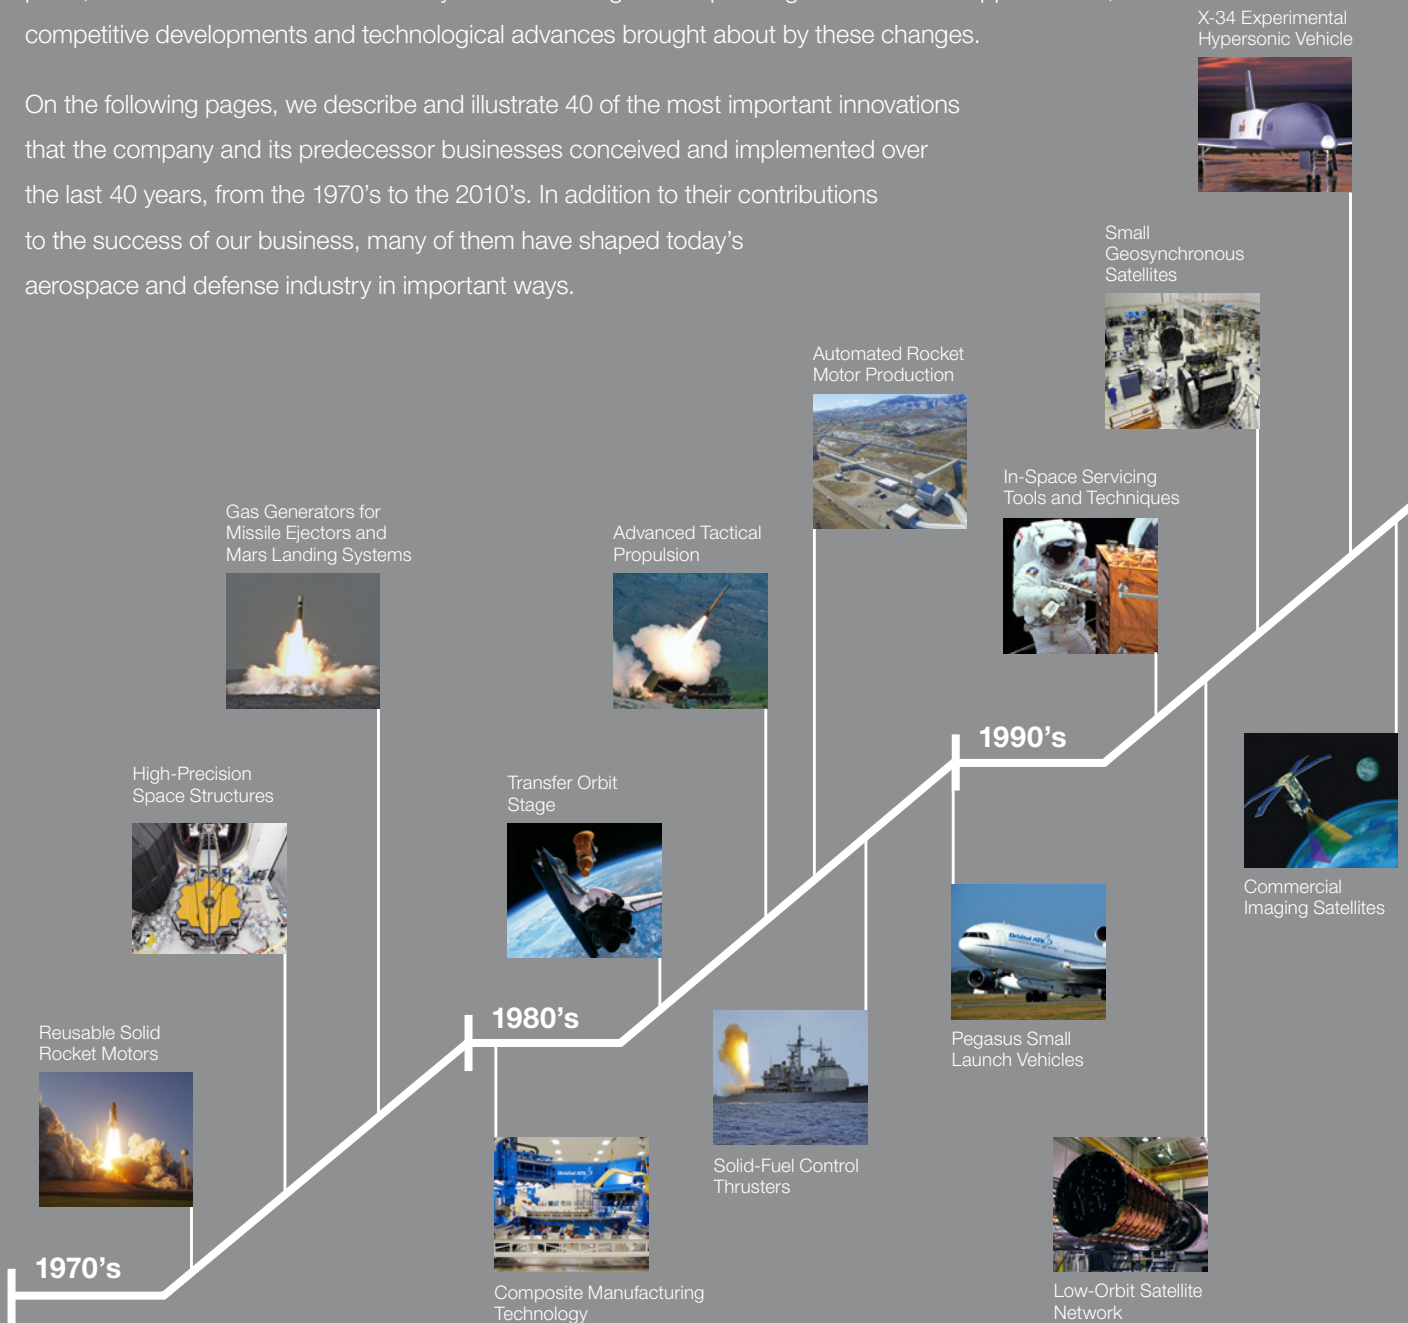 competitive developments and technological advances brought about by these changes.
On the following pages, we describe and illustrate 40 of the most important innovations
that the company and its predecessor businesses conceived and implemented over
the last 40 years, from the 1970's to the 2010's. In addition to their contributions
to the success of our business, many of them have shaped today's
aerospace and defense industry in important ways.
X-34 Experimental
Hypersonic Vehicle
Small
Geosynchronous
Satellites
Automated Rocket
Motor Production
In-Space Servicing
Tools and Techniques
Gas Generators for
Missile Ejectors and
Mars Landing Systems
Advanced Tactical
Propulsion
1990's
High-Precision
Space Structures
Transfer Orbit
Stage
Commercial
Imaging Satellites
Orbital ATK
1980's
Reusable Solid
Rocket Motors
Pegasus Small
Launch Vehicles
Solid-Fuel Control
Thrusters
Orbital ATK
1970's
Composite Manufacturing
Technology
Low-Orbit Satellite
Network